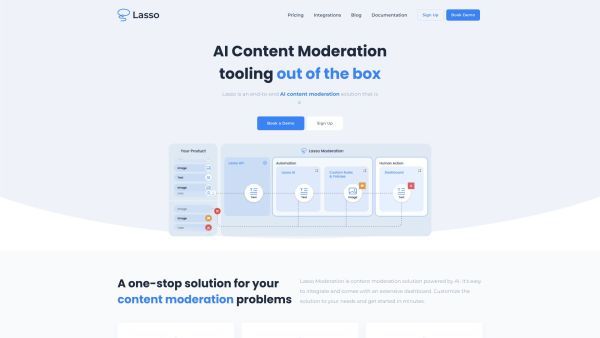 Lasso
Pricing
Integrations
Blog
Documentation
Sign Up
Book Demo
AI Content Moderation
tooling out of the box
Lasso is an end-to-end AI content moderation solution that is
Book a Demo
Sign Up
Your Product
Lasso Moderation
Image
Text
Image
Text
Image
Image
Text
Lasso API
Text
Automation
Lasso AI
Text
Custom Rules
& Policies
Image
Human Action
Dashboard
Text
A one-stop solution for your
content moderation problems
Lasso Moderation is content moderation solution powered by AI. It's easy
to integrate and comes with an extensive dashboard. Customize the
solution to your needs and get started in minutes.